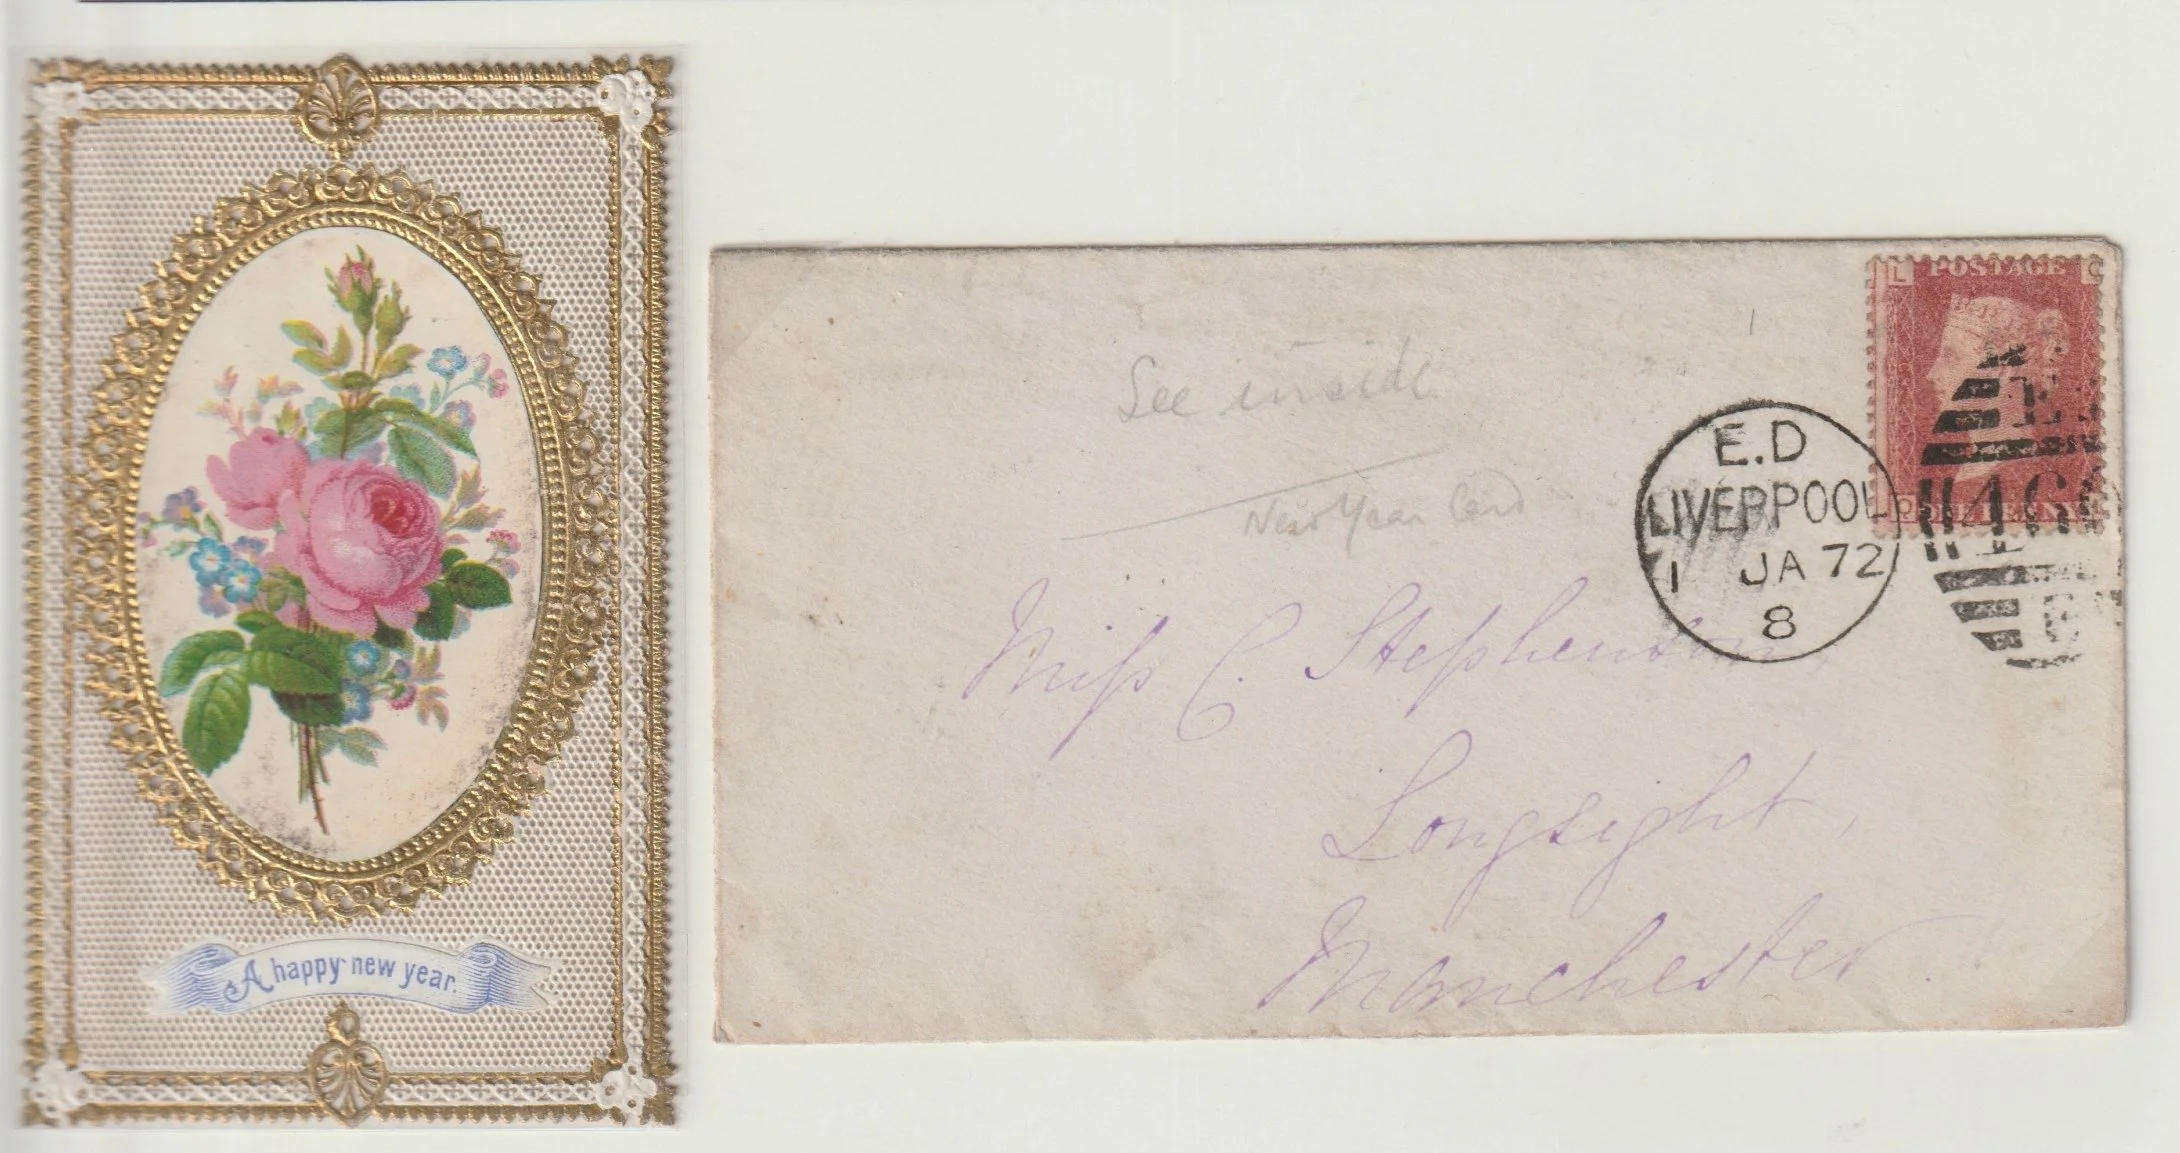 A happy new year.
See inside
New Year Card
L POSTAGE C
E.D
LIVERPOOL
1 JA 72
8
466
Miss C. Stephenson,
Longsight,
Manchester